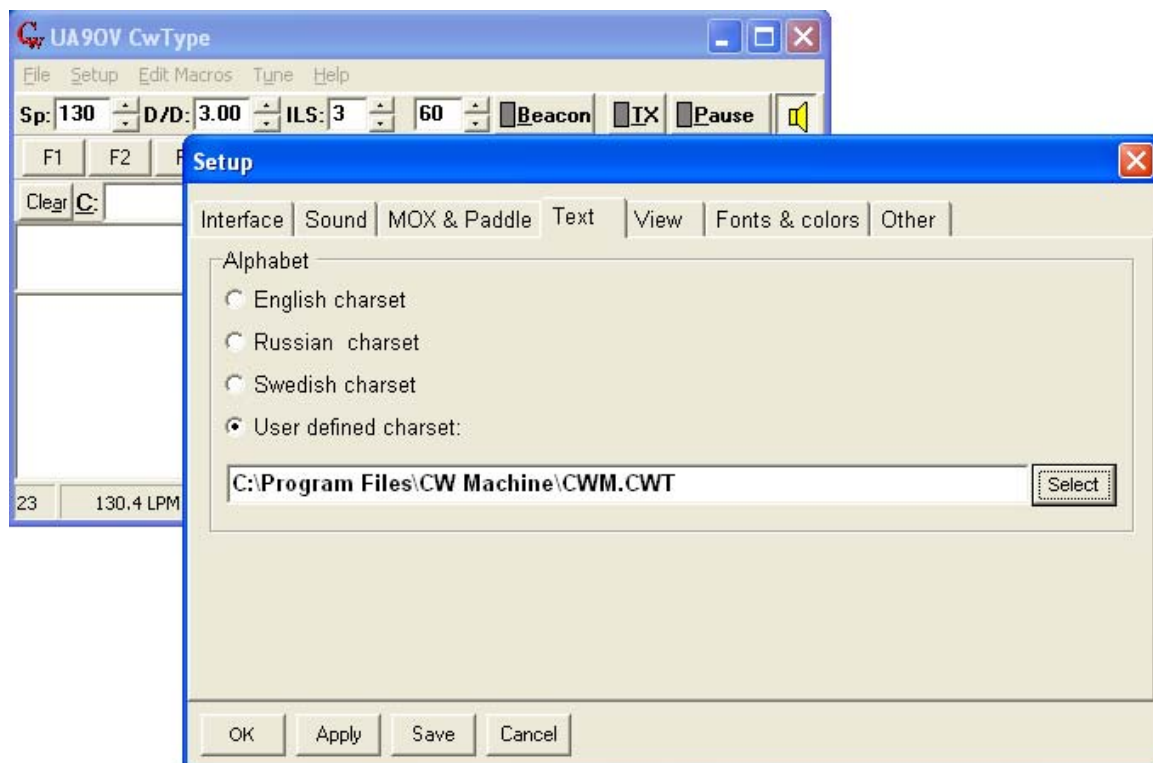 UA9OV CwType
File Setup Edit Macros Tune Help
Sp: 130 D/D: 3.00 ILS: 3 60 Beacon TX Pause
F1 F2
Clear C:
23 130.4 LPM
Setup
Interface Sound MOX & Paddle Text View Fonts & colors Other
Alphabet
English charset
Russian charset
Swedish charset
User defined charset:
C:\Program Files\CW Machine\CWM.CWT Select
OK Apply Save Cancel